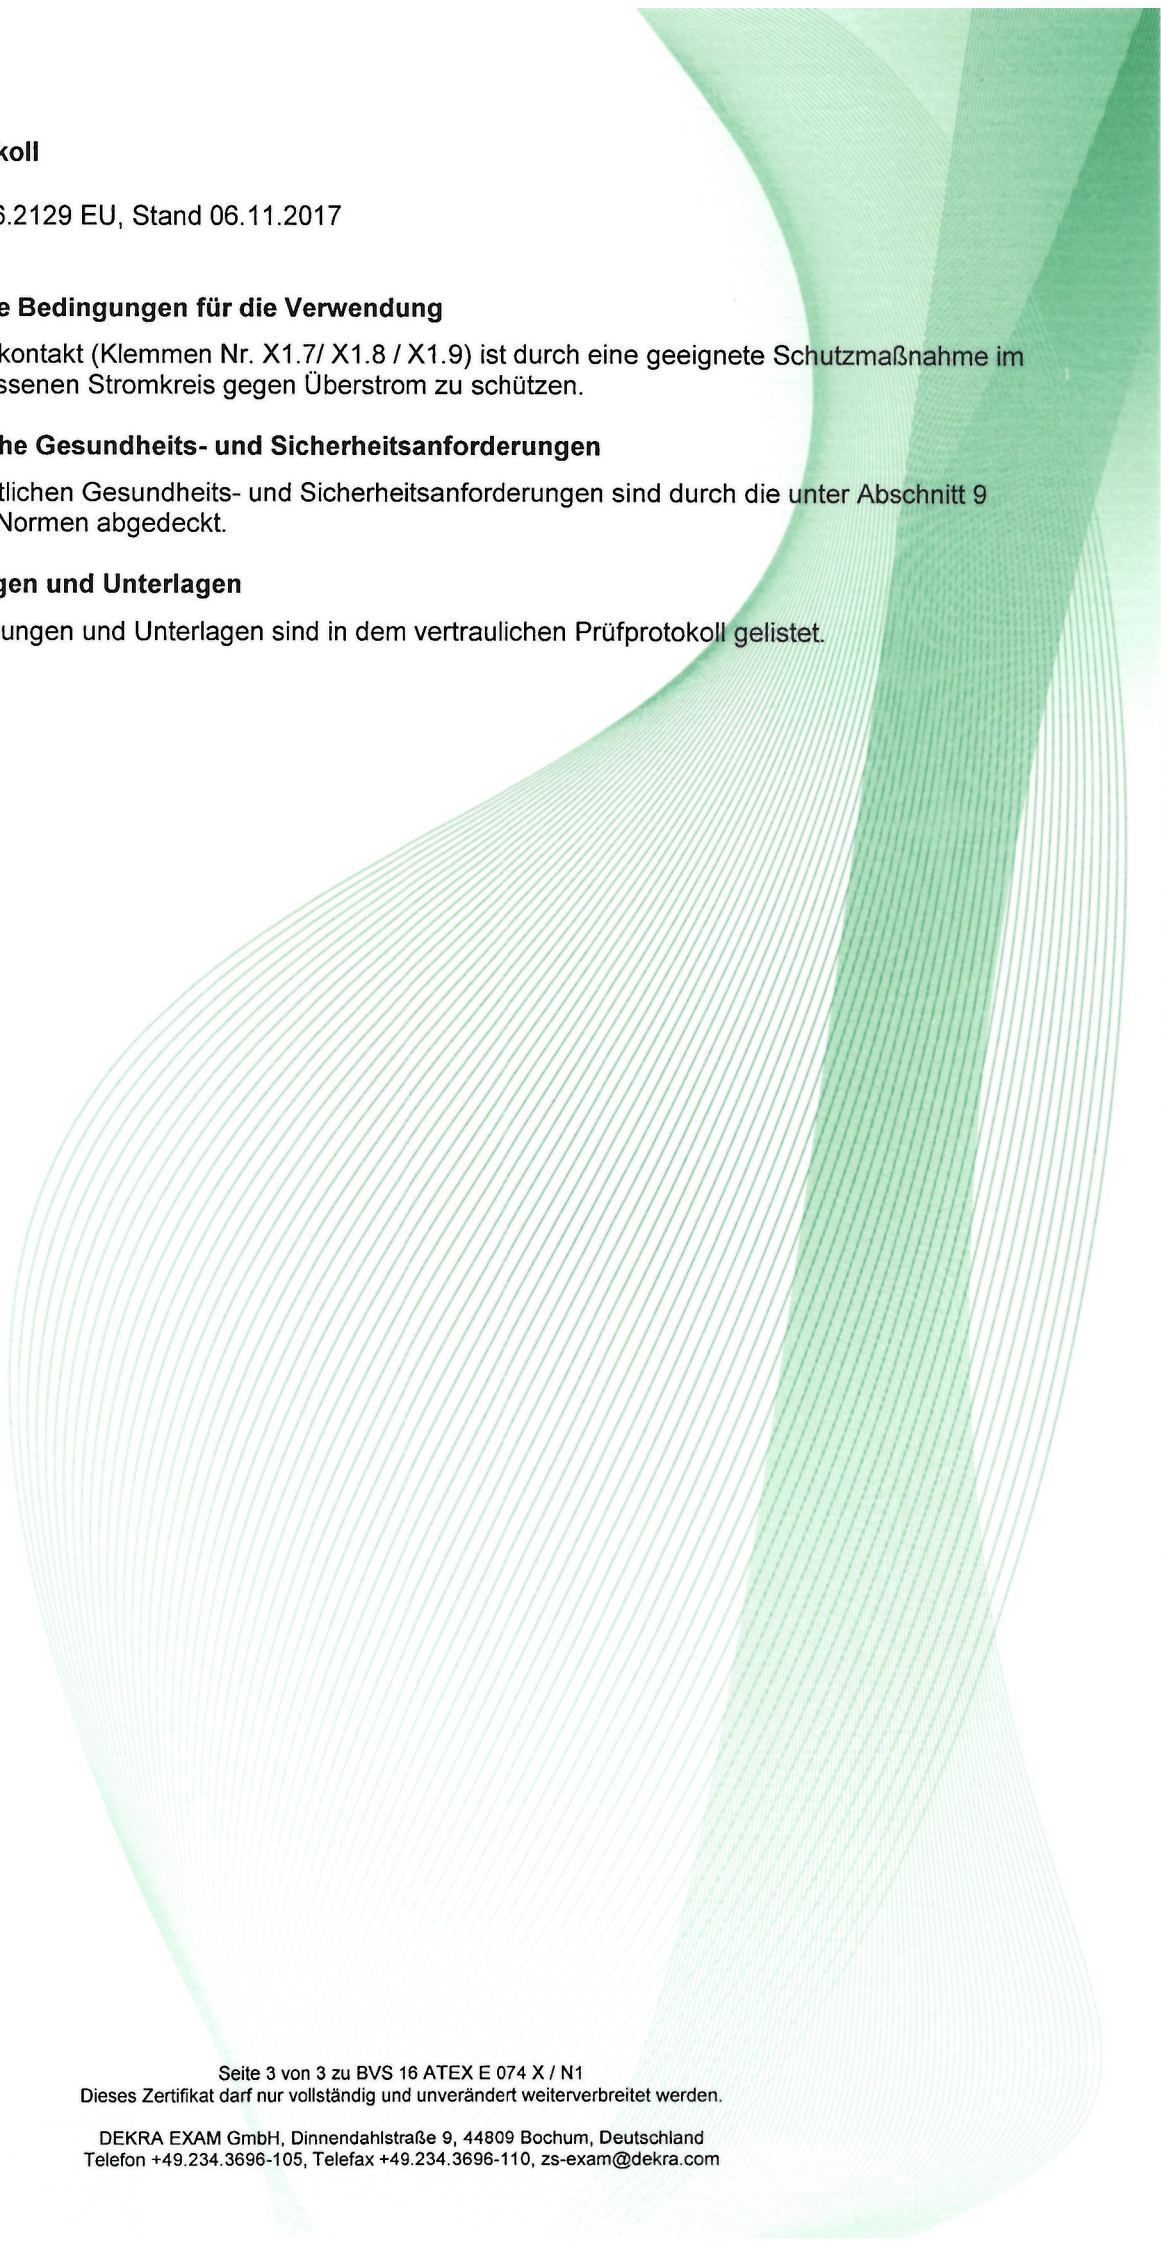 koll
6.2129 EU, Stand 06.11.2017
e Bedingungen für die Verwendung
kontakt (Klemmen Nr. X1.7/ X1.8 / X1.9) ist durch eine geeignete Schutzmaßnahme im
ssenen Stromkreis gegen Überstrom zu schützen.
he Gesundheits- und Sicherheitsanforderungen
tlichen Gesundheits- und Sicherheitsanforderungen sind durch die unter Abschnitt 9
Normen abgedeckt.
gen und Unterlagen
ungen und Unterlagen sind in dem vertraulichen Prüfprotokoll gelistet.
Seite 3 von 3 zu BVS 16 ATEX E 074 X / N1
Dieses Zertifikat darf nur vollständig und unverändert weiterverbreitet werden.
DEKRA EXAM GmbH, Dinnendahlstraße 9, 44809 Bochum, Deutschland
Telefon +49.234.3696-105, Telefax +49.234.3696-110, zs-exam@dekra.com